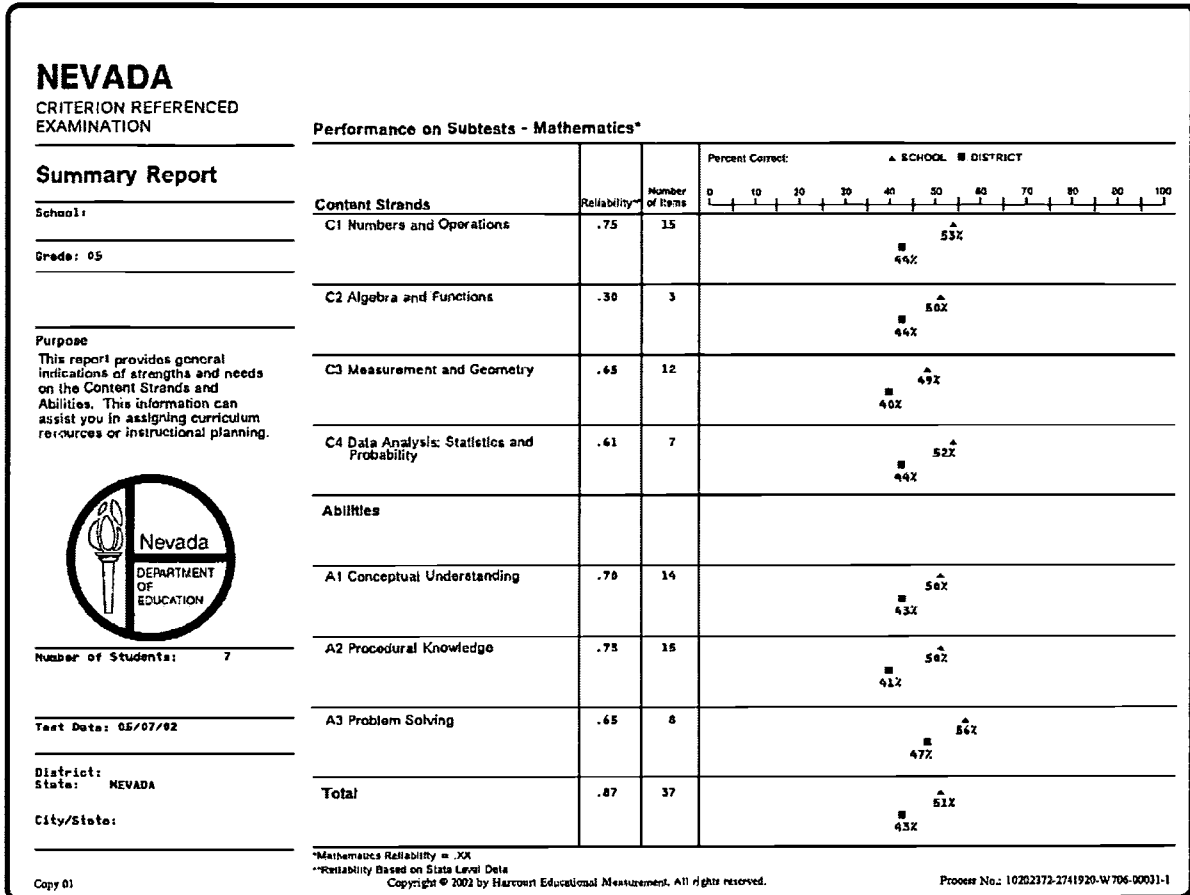 NEVADA
CRITERION REFERENCED
EXAMINATION
Summary Report
School:
Grade: 05
Purpose
This report provides general
indications of strengths and needs
on the Content Strands and
Abilities. This information can
assist you in assigning curriculum
resources or instructional planning.
Nevada
DEPARTMENT
OF
EDUCATION
Number of Students: 7
Test Date: 05/07/02
District:
State: NEVADA
City/State:
Copy 01
Performance on Subtests - Mathematics*
Percent Correct: ▲ SCHOOL ■ DISTRICT
Content Strands Reliability** Number of Items 0 10 20 30 40 50 60 70 80 90 100
C1 Numbers and Operations .75 15 53%
44%
C2 Algebra and Functions .30 3 50%
44%
C3 Measurement and Geometry .65 12 49%
40%
C4 Data Analysis: Statistics and .61 7 52%
Probability 44%
Abilities
A1 Conceptual Understanding .70 14 50%
43%
A2 Procedural Knowledge .73 15 50%
41%
A3 Problem Solving .65 8 56%
47%
Total .87 37 51%
43%
*Mathematics Reliability = .XX
**Reliability Based on State Level Data
Copyright © 2002 by Harcourt Educational Measurement. All rights reserved.
Process No.: 10202372-2741920-W706-00031-1